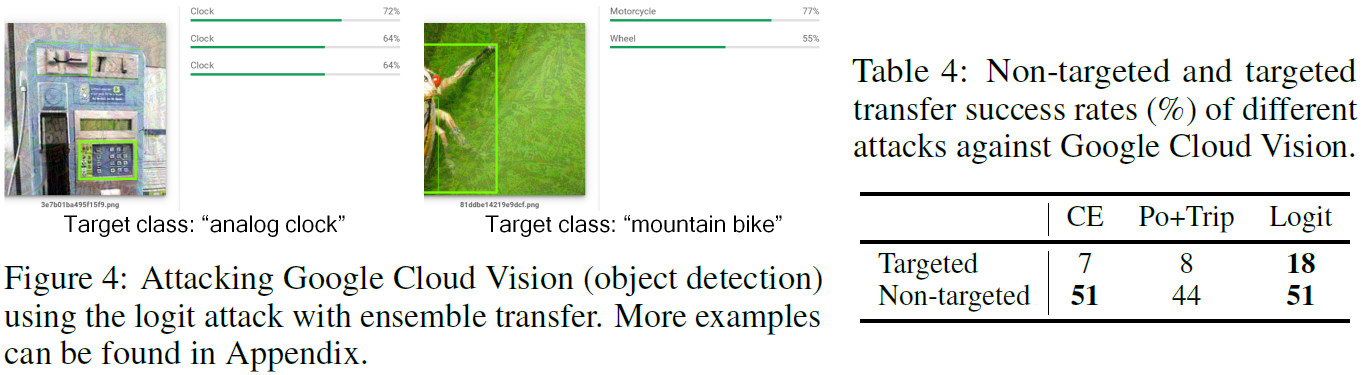 Clock 72%
Clock 64%
Clock 64%
3e7b01ba495f15f9.png
Target class: “analog clock”
Motorcycle 77%
Wheel 55%
81ddbe14219e9dcf.png
Target class: “mountain bike”
Figure 4: Attacking Google Cloud Vision (object detection)
using the logit attack with ensemble transfer. More examples
can be found in Appendix.
Table 4: Non-targeted and targeted
transfer success rates (%) of different
attacks against Google Cloud Vision.
CE Po+Trip Logit
Targeted 7 8 18
Non-targeted 51 44 51